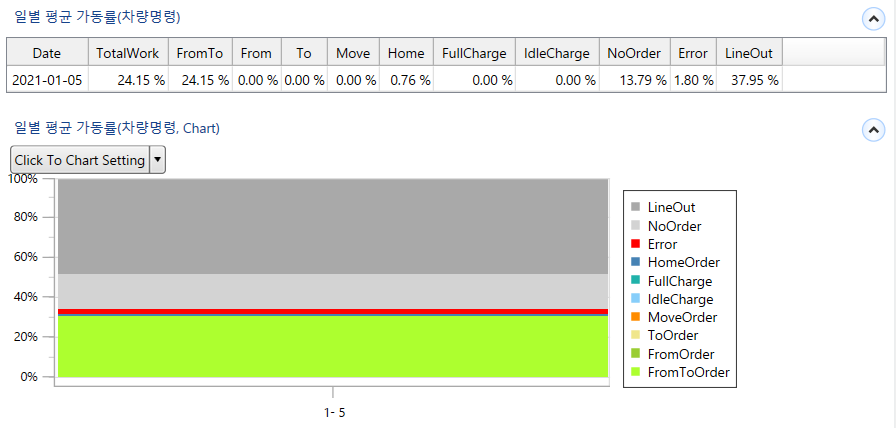 일별 평균 가동률(차량명령)
Date TotalWork FromTo From To Move Home FullCharge IdleCharge NoOrder Error LineOut
2021-01-05 24.15 % 24.15 % 0.00 % 0.00 % 0.00 % 0.76 % 0.00 % 0.00 % 13.79 % 1.80 % 37.95 %
일별 평균 가동률(차량명령, Chart)
Click To Chart Setting
100%
80%
60%
40%
20%
0%
1- 5
LineOut
NoOrder
Error
HomeOrder
FullCharge
IdleCharge
MoveOrder
ToOrder
FromOrder
FromToOrder